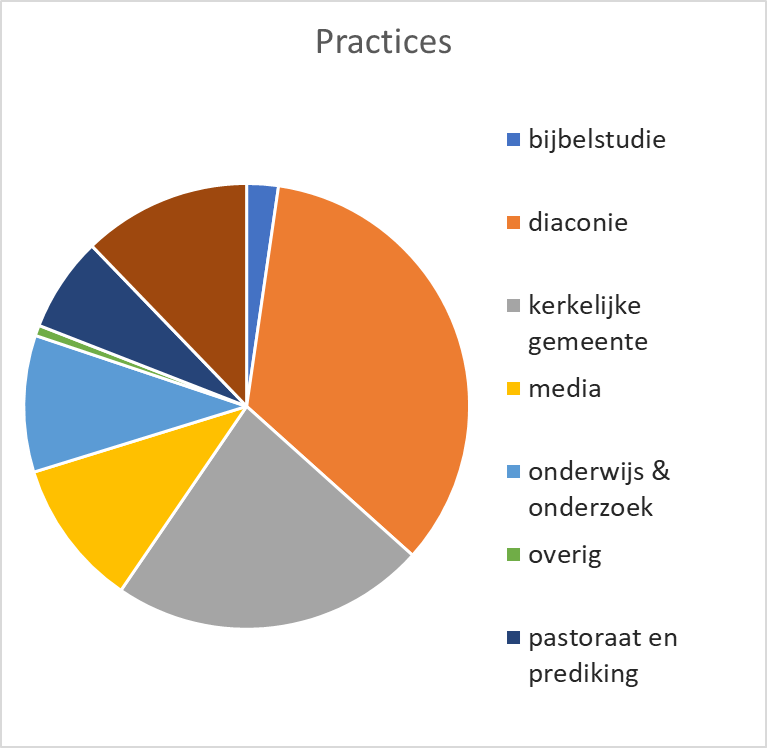 Practices
bijbelstudie
diaconie
kerkelijke
gemeente
media
onderwijs &
onderzoek
overig
pastoraat en
prediking